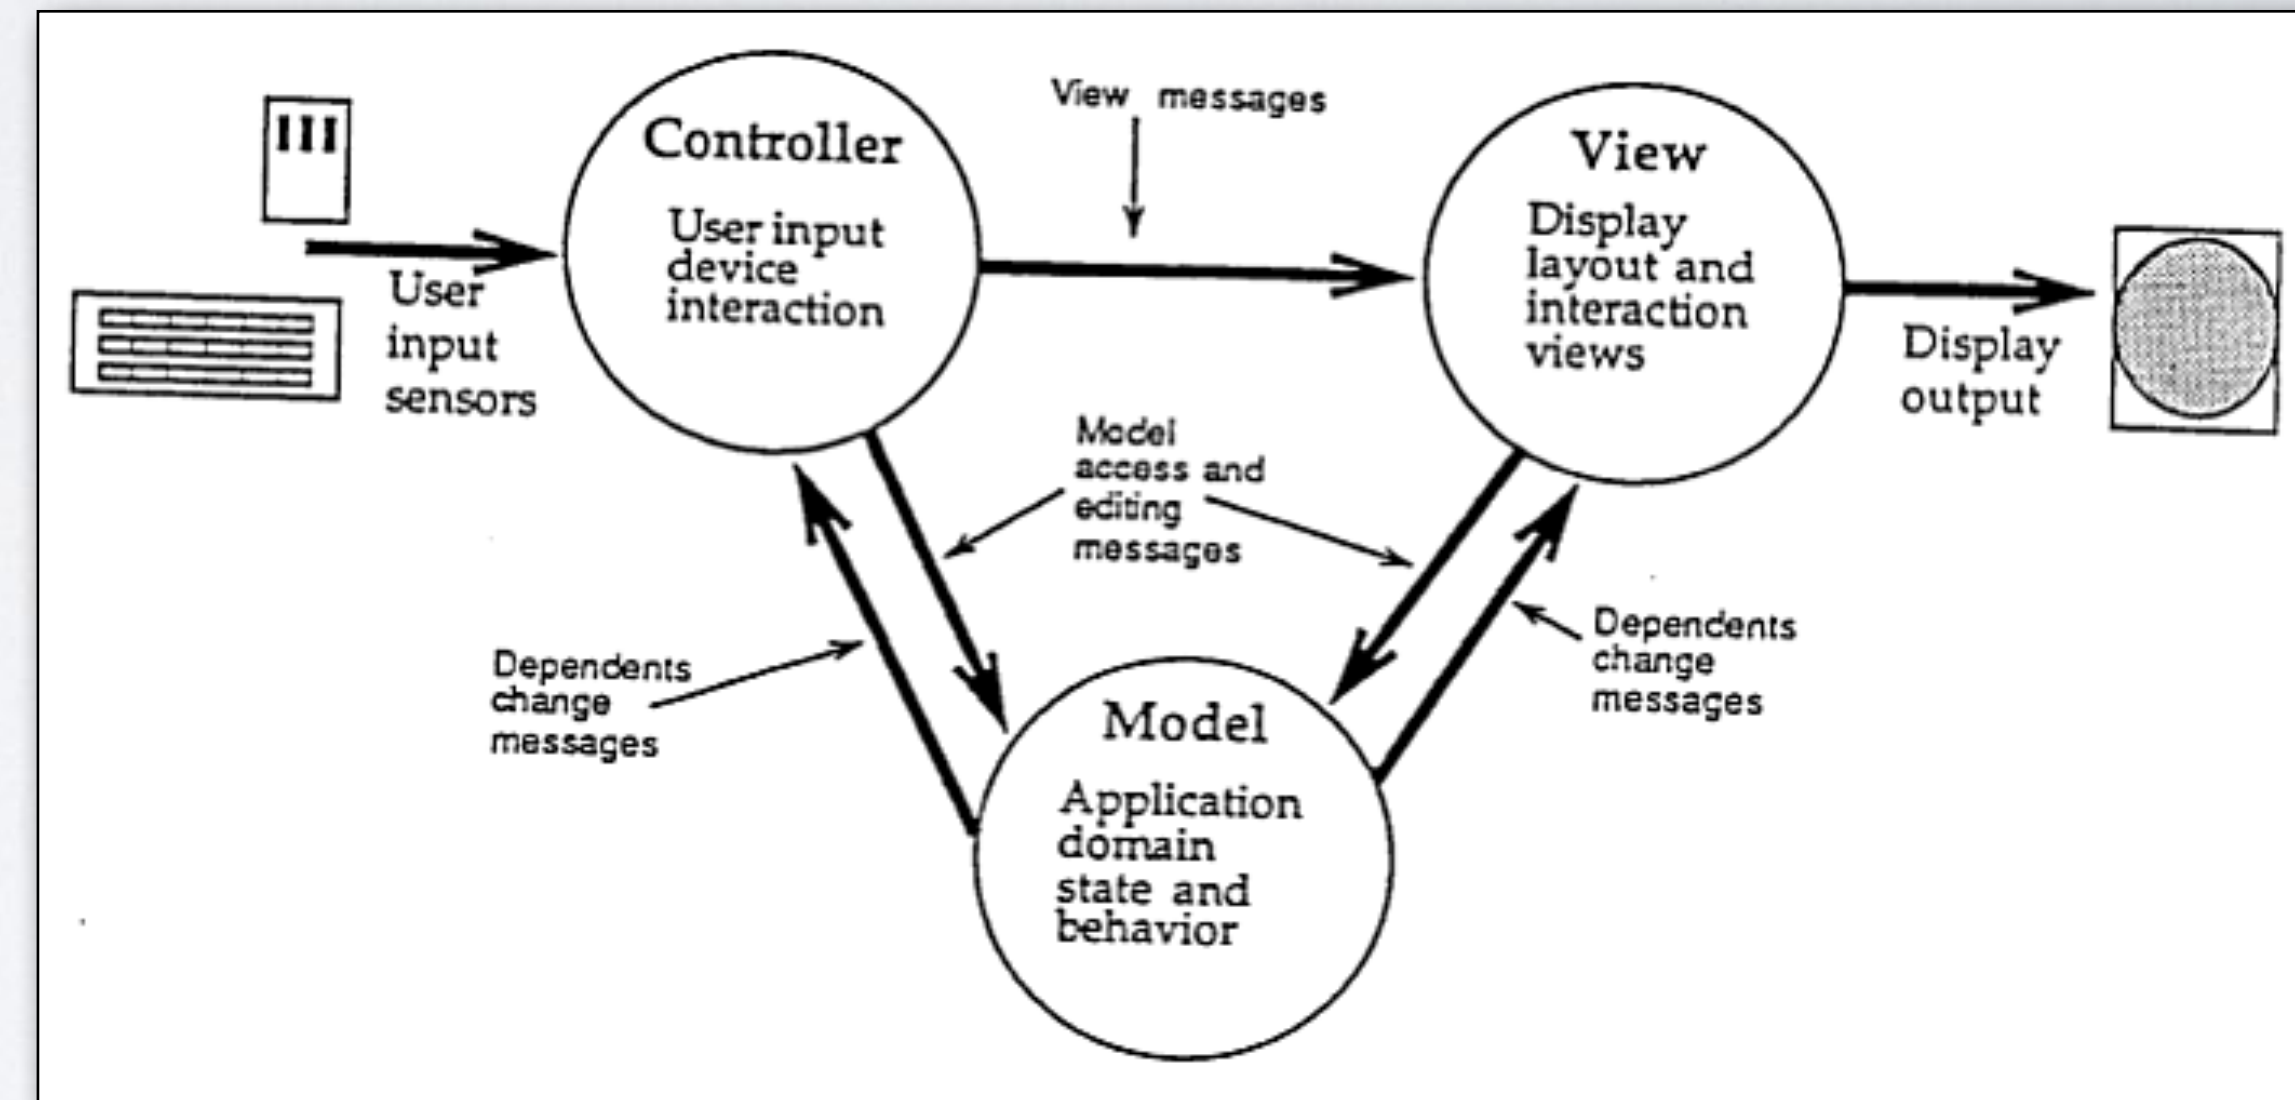 View messages
Controller
User input
device
interaction
View
Display
layout and
interaction
views
User
input
sensors
Display
output
Model
access and
editing
messages
Dependents
change
messages
Dependents
change
messages
Model
Application
domain
state and
behavior